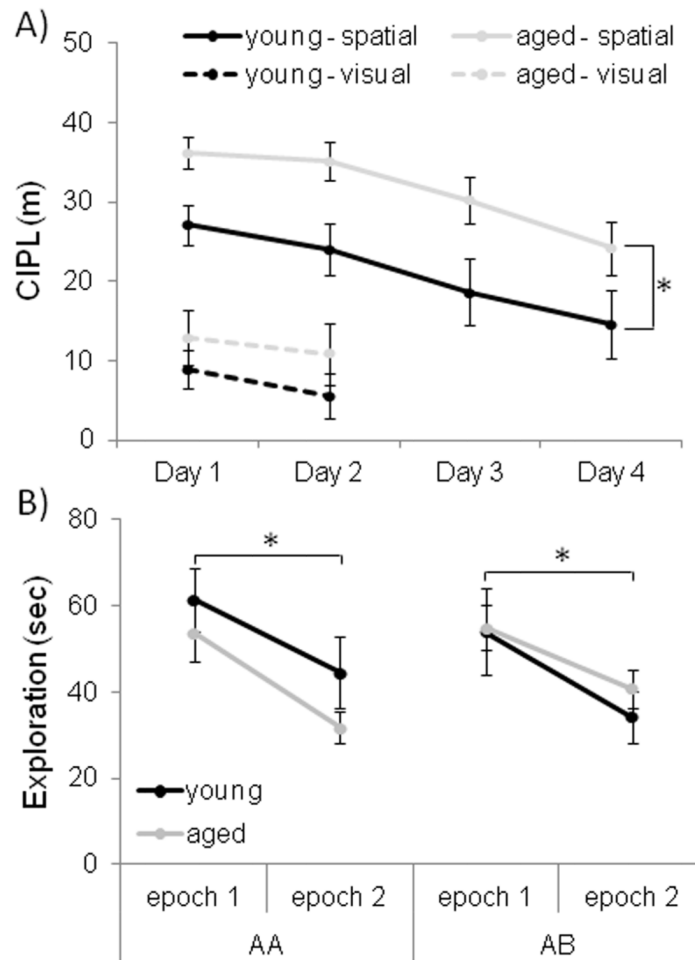 A)
young - spatial aged - spatial
young - visual aged - visual
CIPL (m)
50
40
30
20
10
0
*
Day 1 Day 2 Day 3 Day 4
B)
Exploration (sec)
80
60
40
20
0
* *
young
aged
epoch 1 epoch 2 epoch 1 epoch 2
AA AB